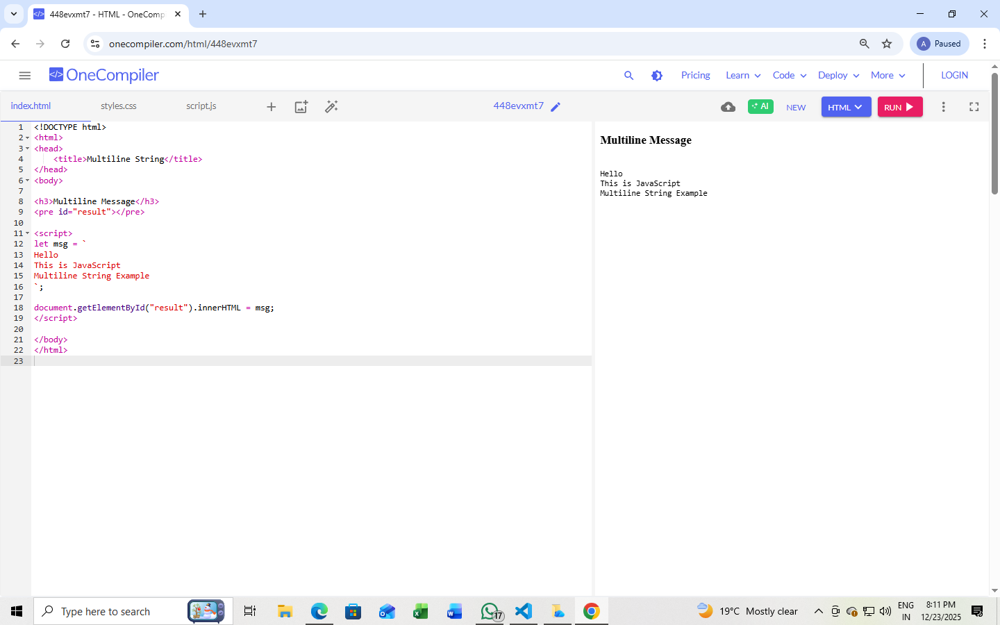 448evxmt7 - HTML - OneComp
onecompiler.com/html/448evxmt7
A Paused
</> OneCompiler
Pricing Learn Code Deploy More LOGIN
index.html styles.css script.js 448evxmt7 AI NEW HTML RUN
1 <!DOCTYPE html>
2 <html>
3 <head>
4 <title>Multiline String</title>
5 </head>
6 <body>
7
8 <h3>Multiline Message</h3>
9 <pre id="result"></pre>
10
11 <script>
12 let msg = `
13 Hello
14 This is JavaScript
15 Multiline String Example
16 `;
17
18 document.getElementById("result").innerHTML = msg;
19 </script>
20
21 </body>
22 </html>
23
Multiline Message
Hello
This is JavaScript
Multiline String Example
Type here to search
17
19°C Mostly clear
ENG
IN
8:11 PM
12/23/2025